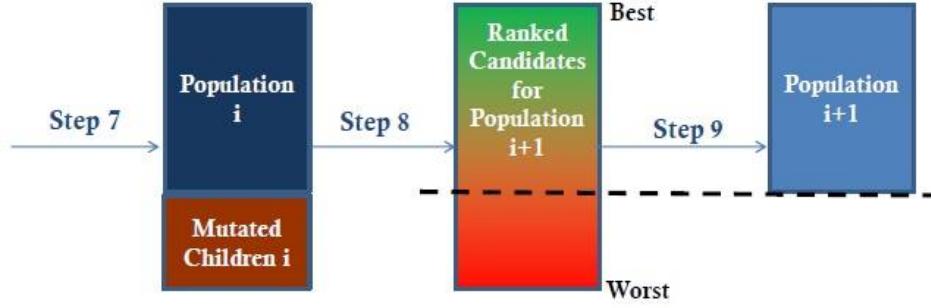 Step 7
Population
i
Mutated
Children i
Step 8
Ranked
Candidates
for
Population
i+1
Best
Worst
Step 9
Population
i+1